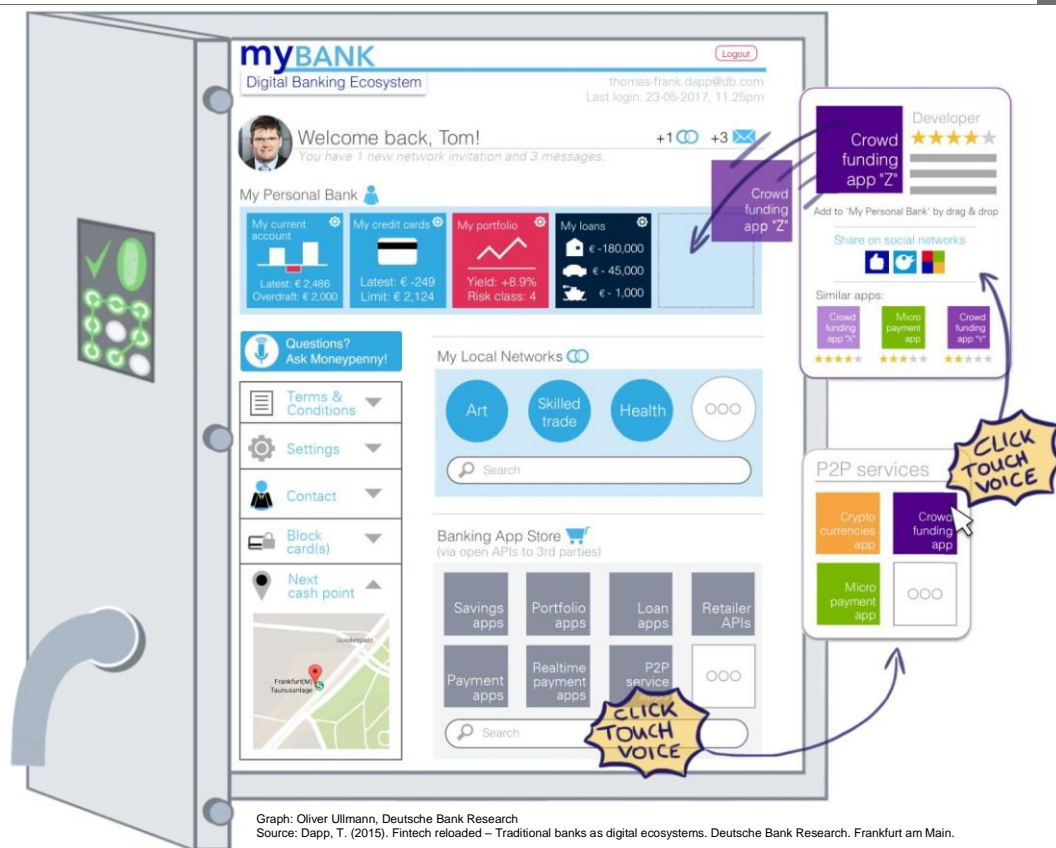 myBANK
Logout
Digital Banking Ecosystem
thomas-frank.dapp@db.com
Last login: 23-05-2017, 11.25pm
Welcome back, Tom!
+1
+3
You have 1 new network invitation and 3 messages.
My Personal Bank
My current
account
Latest: € 2,486
Overdraft: € 2,000
My credit cards
Latest: € -249
Limit: € 2,124
My portfolio
Yield: +8.9%
Risk class: 4
My loans
€ -180,000
€ - 45,000
€ - 1,000
Crowd
funding
app "Z"
Crowd
funding
app "Z"
Developer
Add to 'My Personal Bank' by drag & drop
Share on social networks
Similar apps:
Crowd
funding
app "X"
Micro
payment
app
Crowd
funding
app "Y"
Questions?
Ask Moneypenny!
Terms &
Conditions
Settings
Contact
Block
card(s)
Next
cash point
Frankfurt(M)
Taunusanlage
My Local Networks
Art
Skilled
trade
Health
Search
Banking App Store
(via open APIs to 3rd parties)
Savings
apps
Portfolio
apps
Loan
apps
Retailer
APIs
Payment
apps
Realtime
payment
apps
P2P
service
Search
CLICK
TOUCH
VOICE
P2P services
Crypto
currencies
app
Crowd
funding
app
Micro
payment
app
CLICK
TOUCH
VOICE
Graph: Oliver Ullmann, Deutsche Bank Research
Source: Dapp, T. (2015). Fintech reloaded – Traditional banks as digital ecosystems. Deutsche Bank Research. Frankfurt am Main.